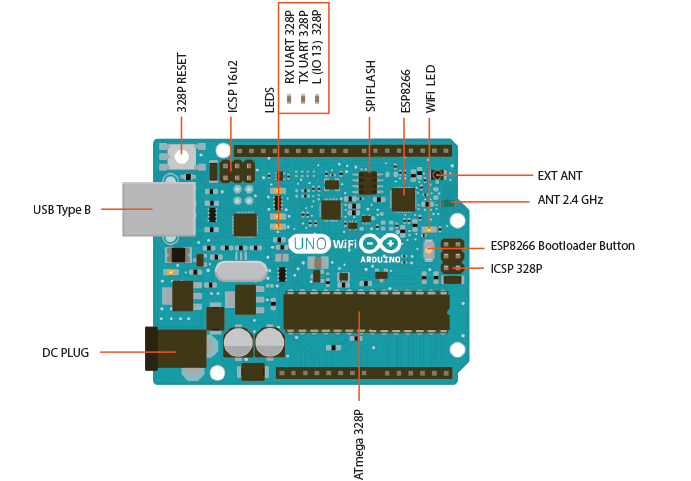 RX UART 328P
TX UART 328P
L (IO 13) 328P
328P RESET
ICSP 16u2
LEDS
SPI FLASH
ESP8266
WiFi LED
EXT ANT
ANT 2.4 GHz
USB Type B
UNO WiFi
ARDUINO
ESP8266 Bootloader Button
ICSP 328P
DC PLUG
ATmega 328P